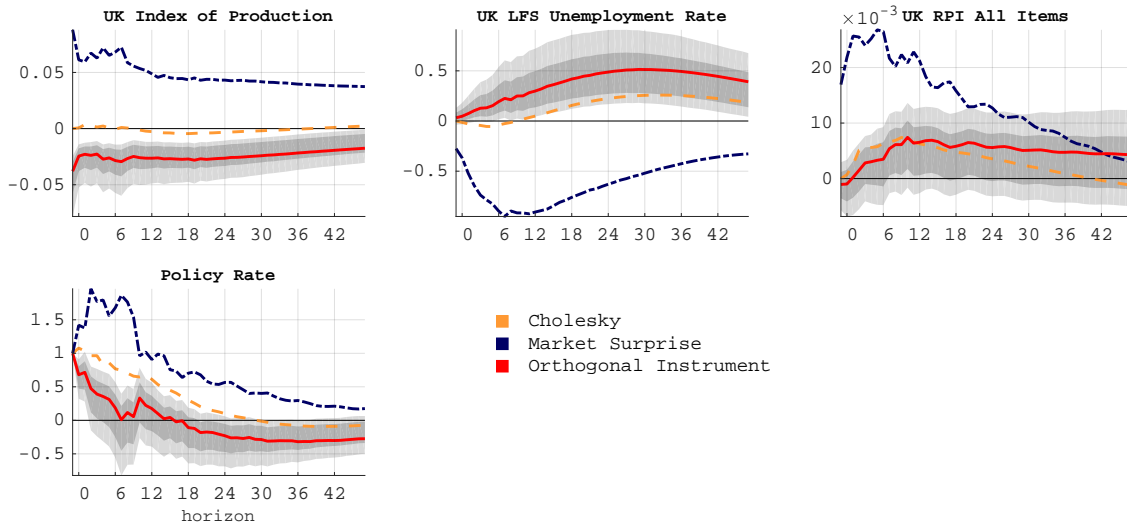 UK Index of Production
0.05
0
-0.05
0 6 12 18 24 30 36 42
UK LFS Unemployment Rate
0.5
0
-0.5
0 6 12 18 24 30 36 42
×10⁻³ UK RPI All Items
20
10
0
0 6 12 18 24 30 36 42
Policy Rate
1.5
1
0.5
0
-0.5
0 6 12 18 24 30 36 42
horizon
Cholesky
Market Surprise
Orthogonal Instrument